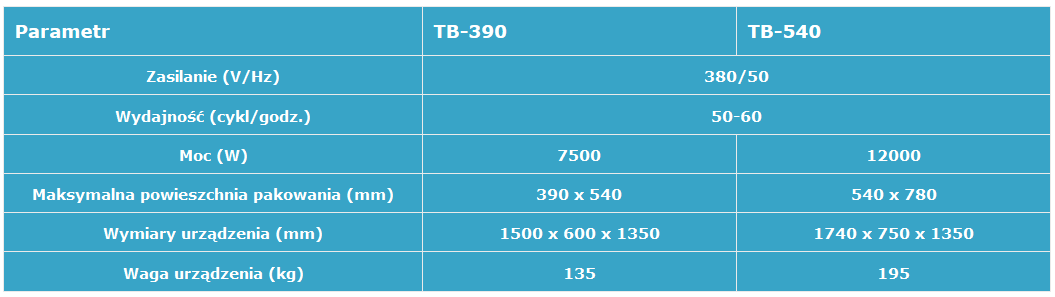 Parametr TB-390 TB-540
Zasilanie (V/Hz) 380/50
Wydajność (cykl/godz.) 50-60
Moc (W) 7500 12000
Maksymalna powieszchnia pakowania (mm) 390 x 540 540 x 780
Wymiary urządzenia (mm) 1500 x 600 x 1350 1740 x 750 x 1350
Waga urządzenia (kg) 135 195